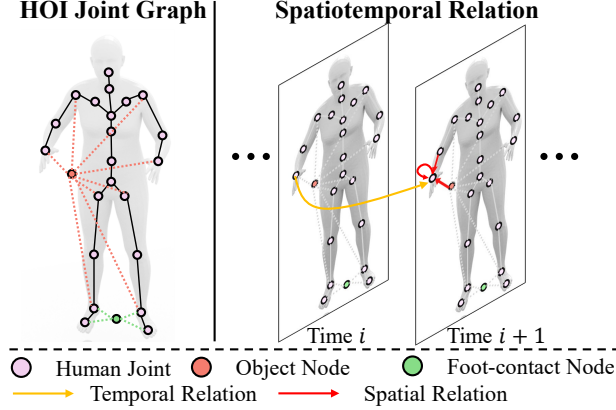 HOI Joint Graph
Spatiotemporal Relation
Time i
Time i + 1
Human Joint
Object Node
Foot-contact Node
Temporal Relation
Spatial Relation